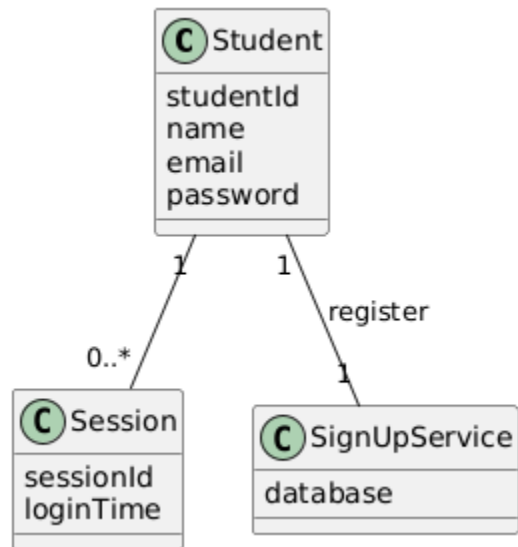 C Student
studentId
name
email
password
1
1
register
0..*
1
C Session
sessionId
loginTime
C SignUpService
database